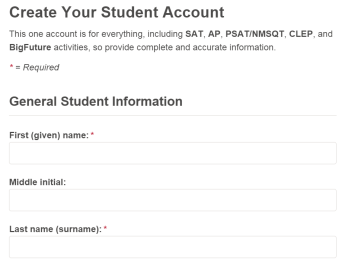 Create Your Student Account
This one account is for everything, including SAT, AP, PSAT/NMSQT, CLEP, and
BigFuture activities, so provide complete and accurate information.
* = Required
General Student Information
First (given) name: *
Middle initial:
Last name (surname): *